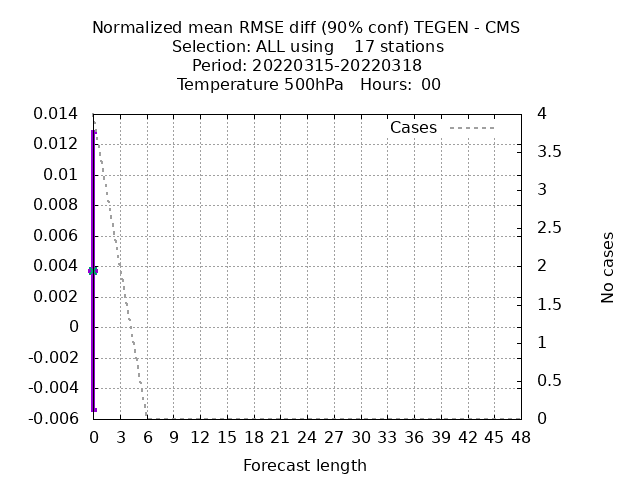 Normalized mean RMSE diff (90% conf) TEGEN - CMS
Selection: ALL using    17 stations
Period: 20220315-20220318
Temperature 500hPa   Hours:  00
Cases
0.014
0.012
0.01
0.008
0.006
0.004
0.002
0
-0.002
-0.004
-0.006
4
3.5
3
2.5
2
1.5
1
0.5
0
No cases
0 3 6 9 12 15 18 21 24 27 30 33 36 39 42 45 48
Forecast length